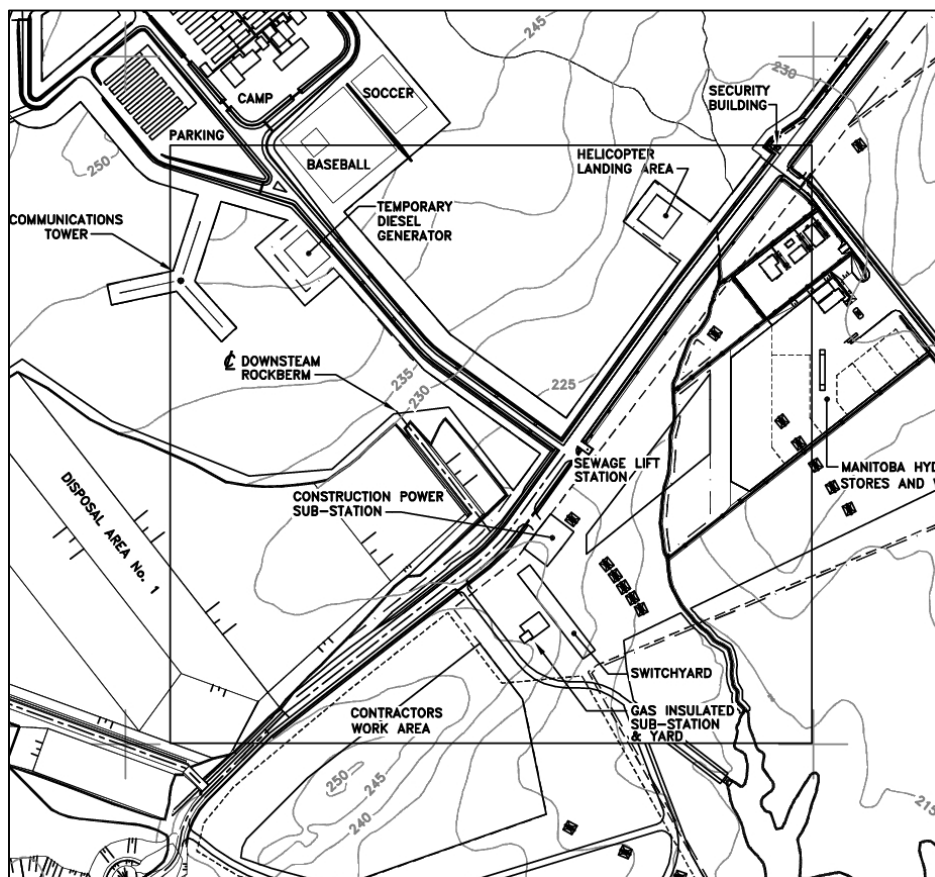 245
230
SECURITY
BUILDING
SOCCER
CAMP
PARKING
250
BASEBALL
HELICOPTER
LANDING AREA
COMMUNICATIONS
TOWER
TEMPORARY
DIESEL
GENERATOR
℄ DOWNSTEAM
ROCKBERM
235
230
225
SEWAGE LIFT
STATION
MANITOBA HYD
STORES AND
CONSTRUCTION POWER
SUB-STATION
DISPOSAL AREA No. 1
SWITCHYARD
GAS INSULATED
SUB-STATION
& YARD
CONTRACTORS
WORK AREA
250
245
240
215